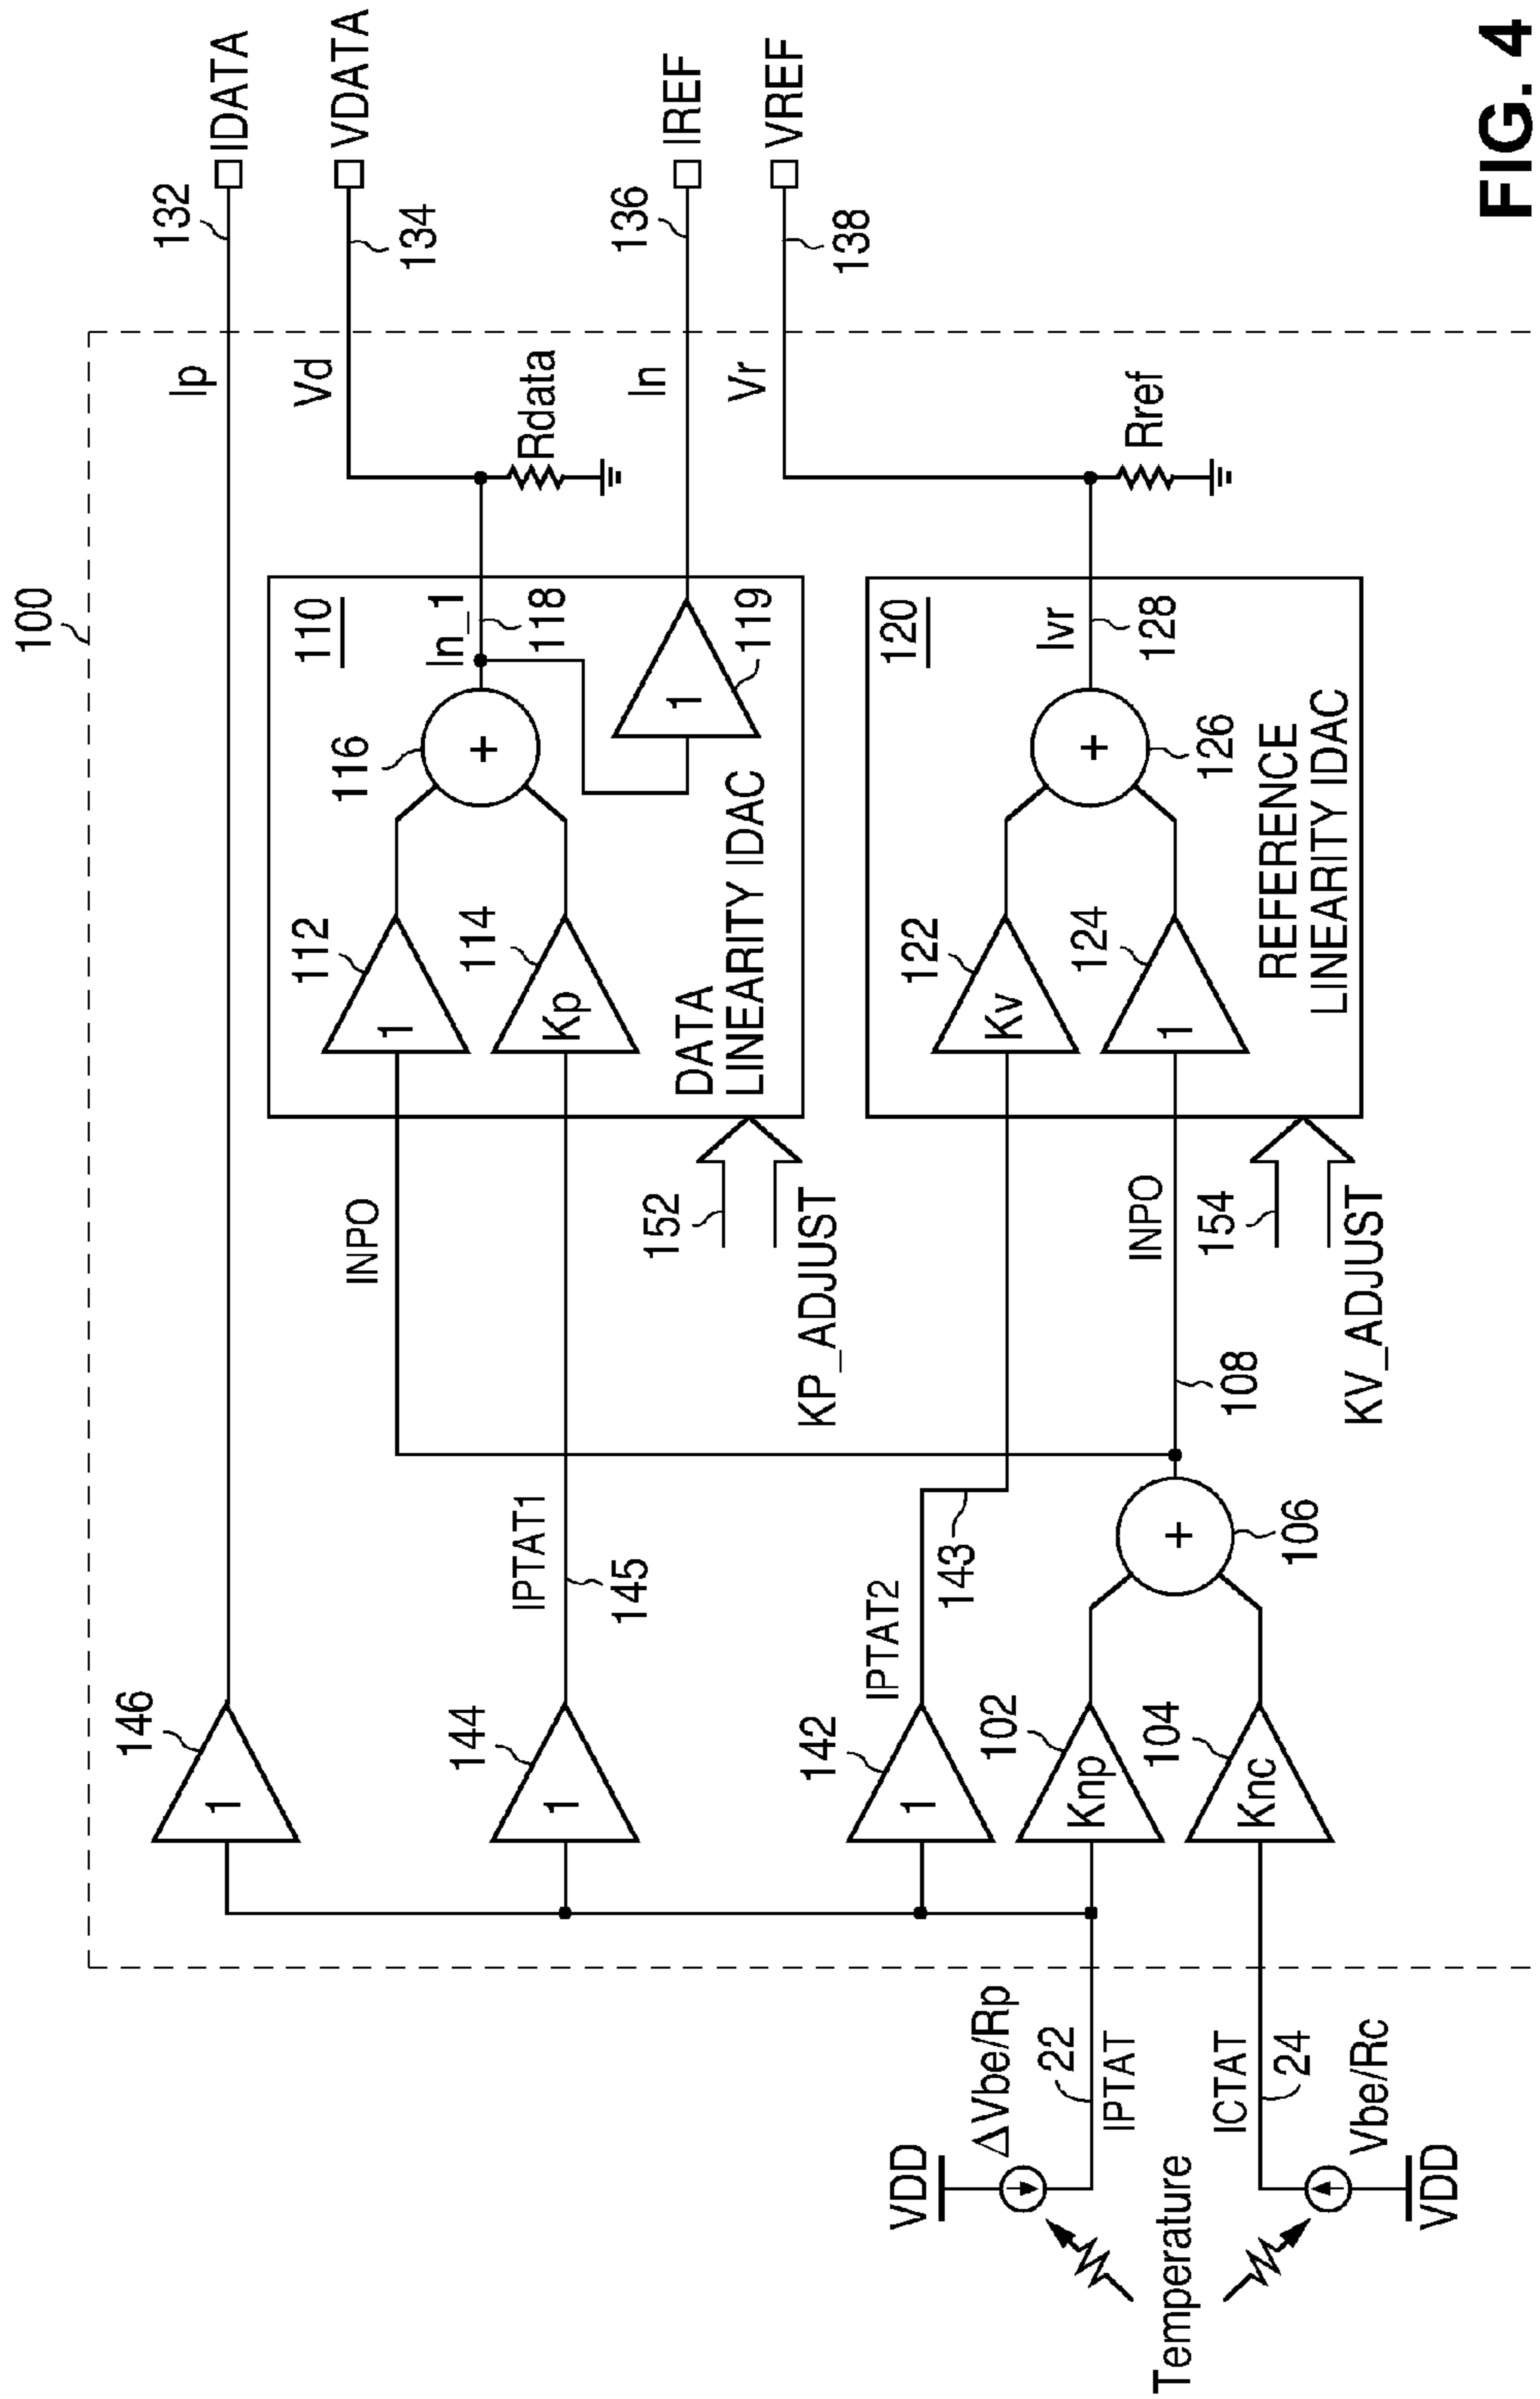 100
132
IDATA
Ip
VDATA
Vd
134
146
1
INPO
112
1
116
+
In_1
118
110
Rdata
144
1
IPTAT1
145
114
Kp
DATA
LINEARITY IDAC
1
119
In
136
IREF
152
KP_ADJUST
Vr
VREF
138
142
1
IPTAT2
143
122
Kv
120
126
+
Ivr
128
Rref
VDD
ΔVbe/Rp
22
IPTAT
102
Knp
106
+
108
INPO
124
1
REFERENCE
LINEARITY IDAC
154
KV_ADJUST
Temperature
ICTAT
24
104
Knc
Vbe/Rc
VDD
FIG. 4